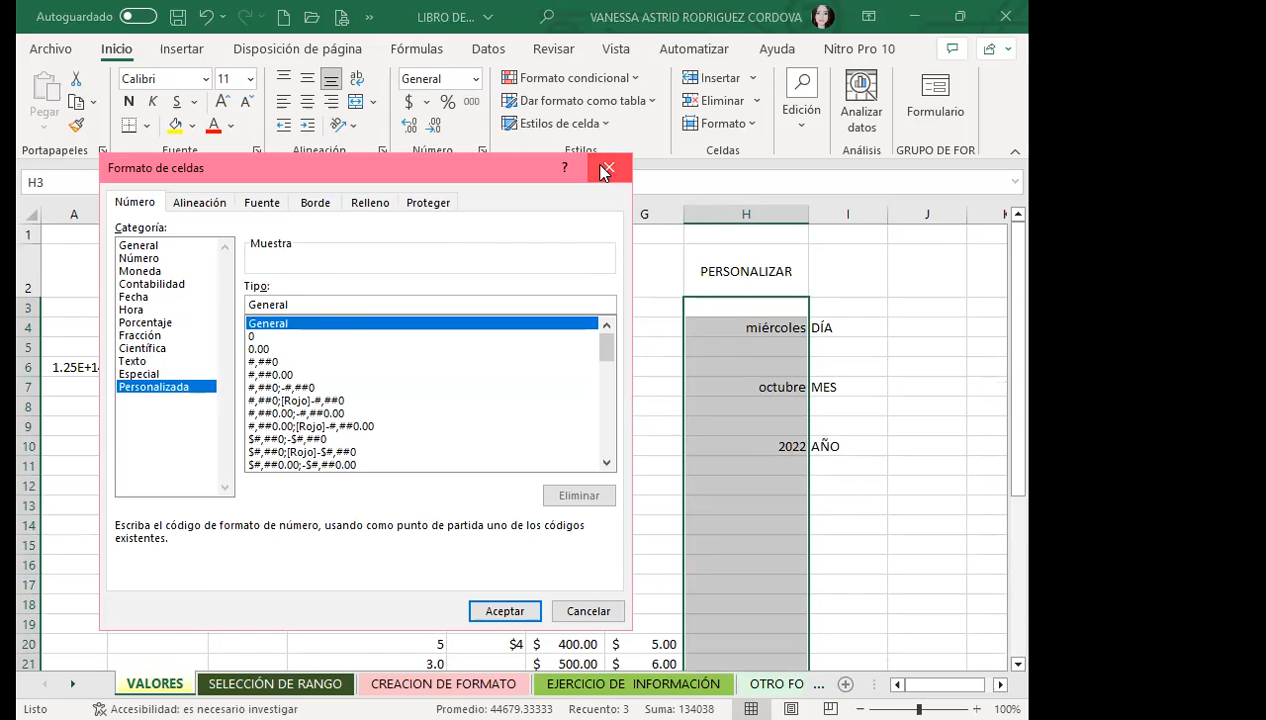 Autoguardado LIBRO DE... VANESSA ASTRID RODRIGUEZ CORDOVA
Archivo Inicio Insertar Disposición de página Fórmulas Datos Revisar Vista Automatizar Ayuda Nitro Pro 10
Pegar Calibri 11 General Formato condicional Insertar Edición Analizar datos Formulario
N K S $ % 000 Dar formato como tabla Eliminar
Estilos de celda Formato
Portapapeles Fuente Alineación Número Estilos Celdas Análisis GRUPO DE FOR
H3
Formato de celdas ?
Número Alineación Fuente Borde Relleno Proteger
Categoría:
General
Número
Moneda
Contabilidad
Fecha
Hora
Porcentaje
Fracción
Científica
Texto
Especial
Personalizada
Muestra
Tipo:
General
General
0
0.00
#,##0
#,##0.00
#,##0;-#,##0
#,##0;[Rojo]-#,##0
#,##0.00;-#,##0.00
#,##0.00;[Rojo]-#,##0.00
$#,##0;-$#,##0
$#,##0;[Rojo]-$#,##0
$#,##0.00;-$#,##0.00
Eliminar
Escriba el código de formato de número, usando como punto de partida uno de los códigos
existentes.
Aceptar Cancelar
A G H I J K
1
2 PERSONALIZAR
3
4 miércoles DÍA
5
6 1.25E+14
7 octubre MES
8
9
10 2022 AÑO
11
12
13
14
15
16
17
18
19
20 5 $4 $ 400.00 $ 5.00
21 3.0 $ 500.00 $ 6.00
VALORES SELECCIÓN DE RANGO CREACION DE FORMATO EJERCICIO DE INFORMACIÓN OTRO FO ...
Listo Accesibilidad: es necesario investigar Promedio: 44679.33333 Recuento: 3 Suma: 134038 100%